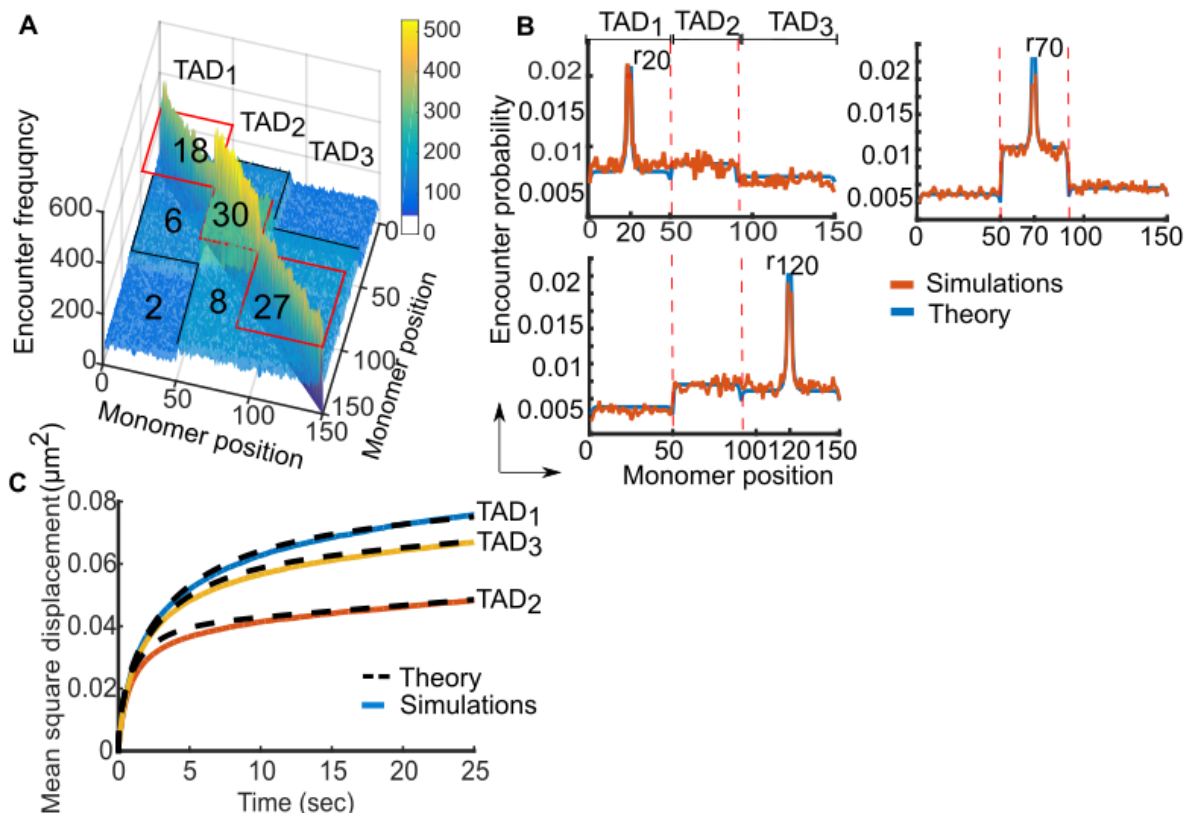 A
TAD1
TAD2
TAD3
18
6
30
2
8
27
Encounter frequqncy
600
400
200
0
0
50
100
150
Monomer position
0
50
100
150
Monomer position
500
400
300
200
100
0
B
TAD1 TAD2 TAD3
r20
Encounter probability
0.02
0.015
0.01
0.005
0 20 50 100 150
r70
0.02
0.015
0.01
0.005
0 50 70 100 150
r120
0.02
0.015
0.01
0.005
0 50 100 120 150
Monomer position
Simulations
Theory
C
Mean square displacement(μm2)
0.08
0.06
0.04
0.02
0
0 5 10 15 20 25
Time (sec)
TAD1
TAD3
TAD2
Theory
Simulations